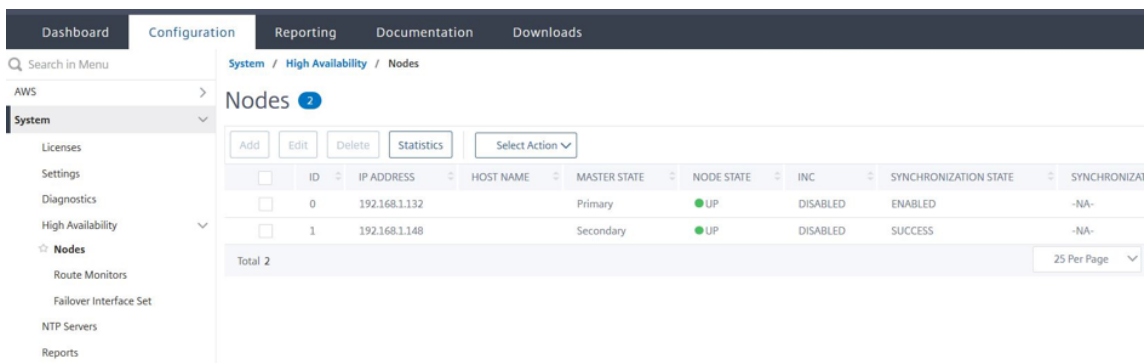 Dashboard Configuration Reporting Documentation Downloads
Search in Menu
AWS
System
Licenses
Settings
Diagnostics
High Availability
Nodes
Route Monitors
Failover Interface Set
NTP Servers
Reports
System / High Availability / Nodes
Nodes 2
Add Edit Delete Statistics Select Action
ID IP ADDRESS HOST NAME MASTER STATE NODE STATE INC SYNCHRONIZATION STATE SYNCHRONIZAT
0 192.168.1.132 Primary UP DISABLED ENABLED -NA-
1 192.168.1.148 Secondary UP DISABLED SUCCESS -NA-
Total 2 25 Per Page